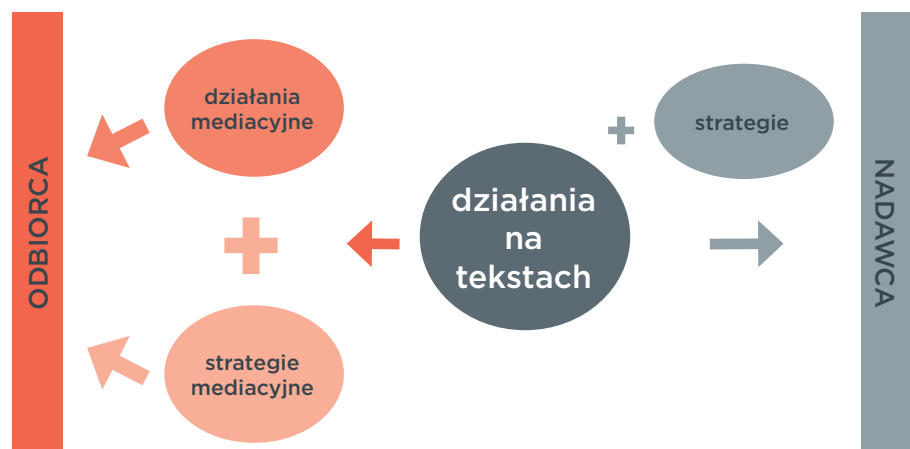 ODBIORCA
działania
mediacyjne
+
strategie
mediacyjne
działania
na
tekstach
+
strategie
NADAWCA